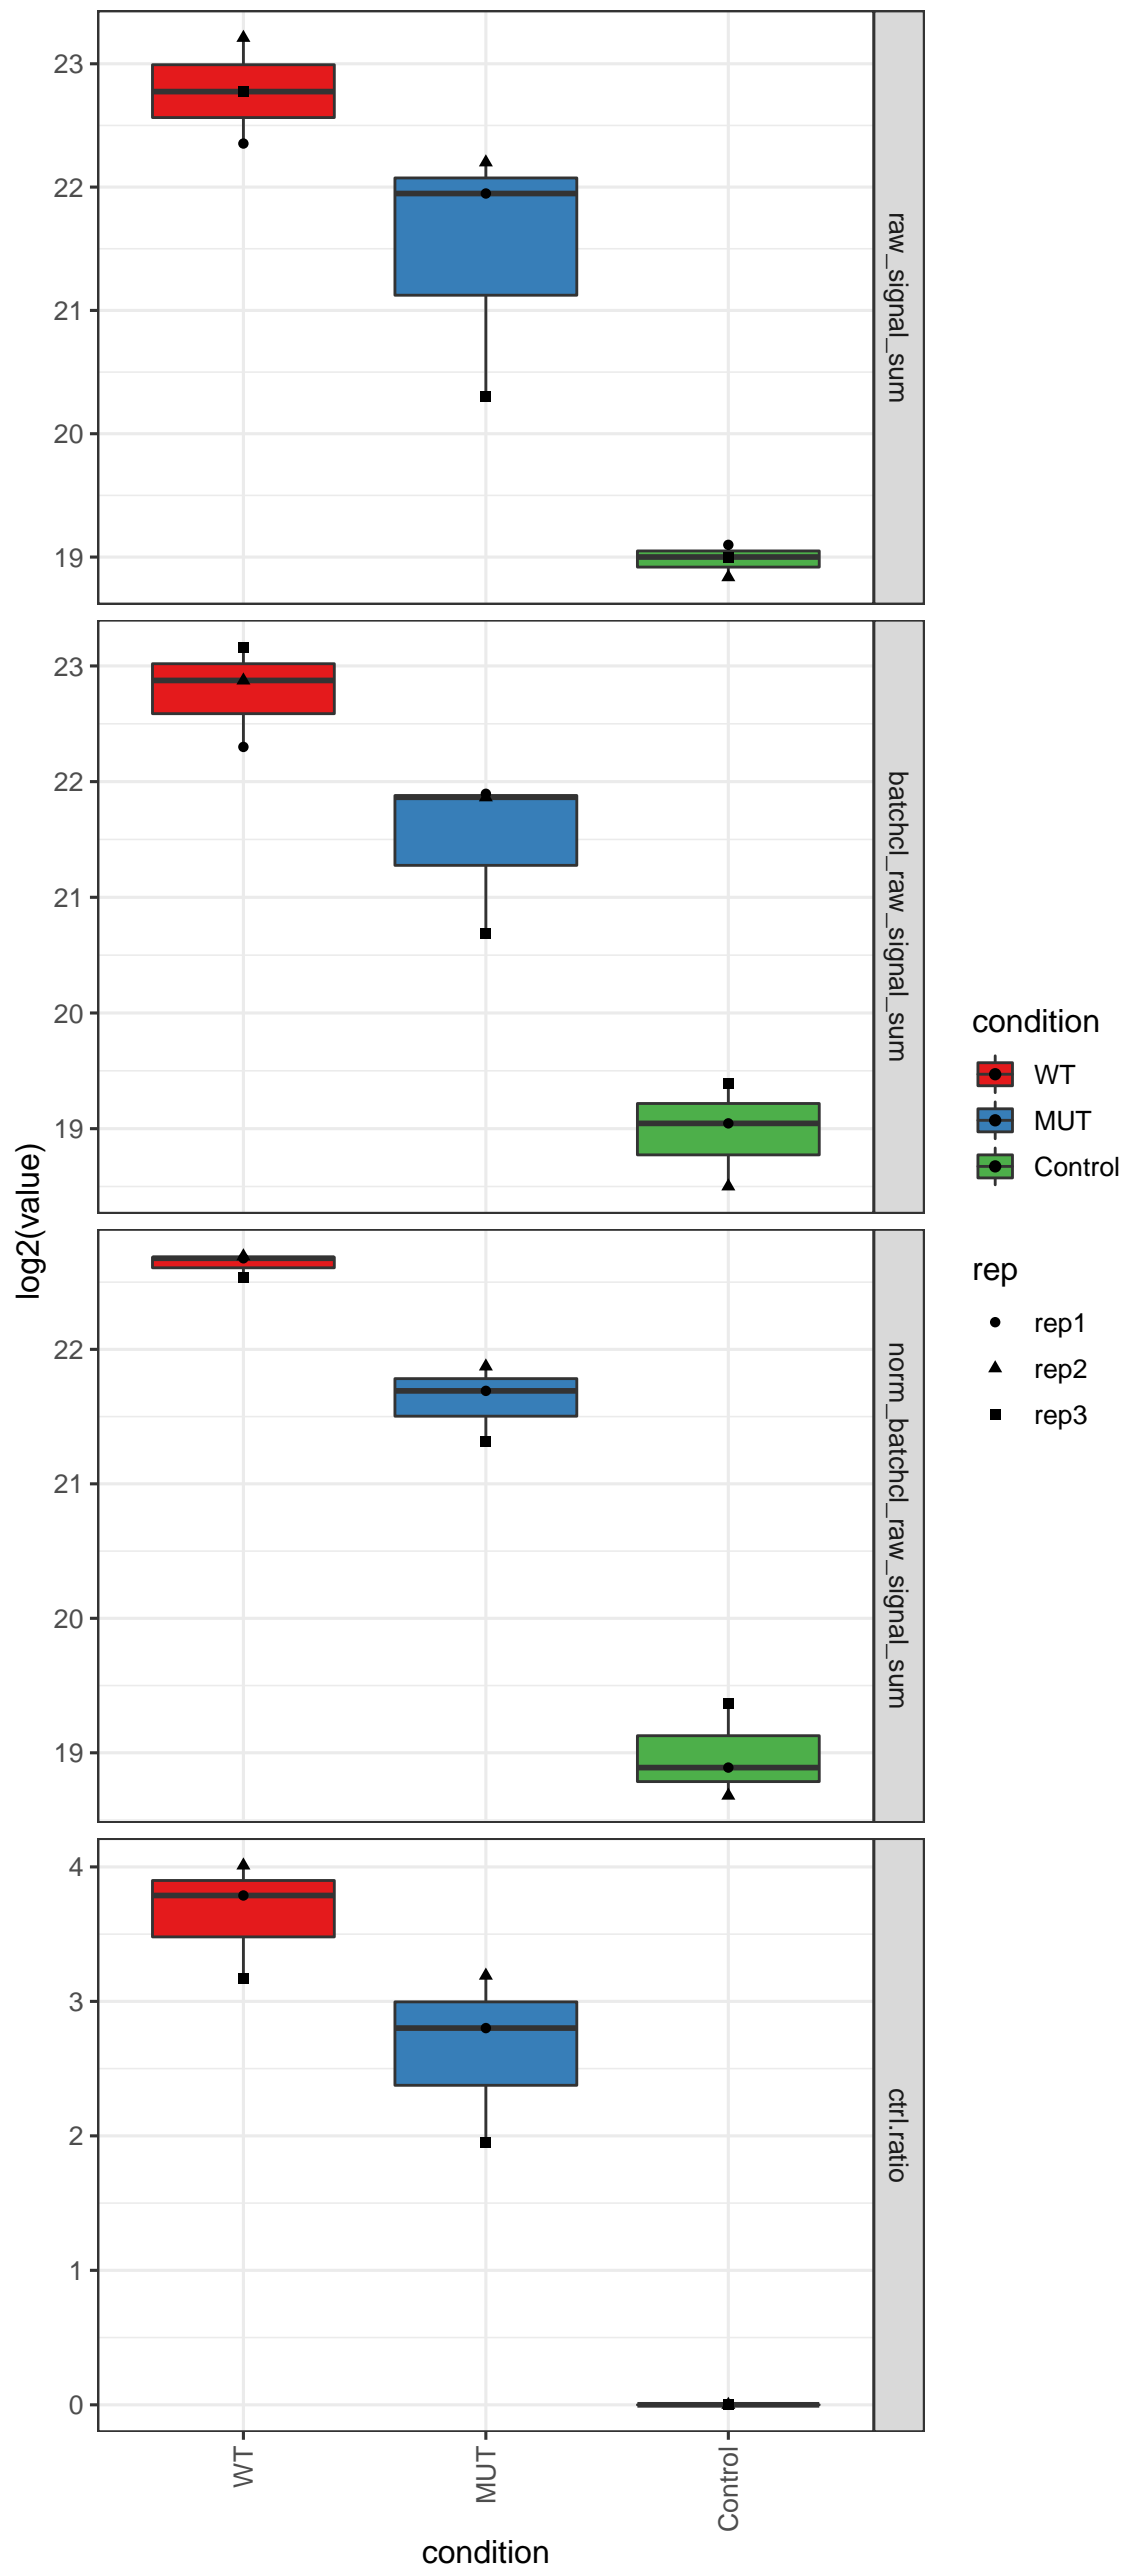 23
22
21
20
19
raw_signal_sum
23
22
21
20
19
batchcl_raw_signal_sum
22
21
20
19
norm_batchcl_raw_signal_sum
4
3
2
1
0
ctrl.ratio
log2(value)
WT
MUT
Control
condition
condition
WT
MUT
Control
rep
rep1
rep2
rep3